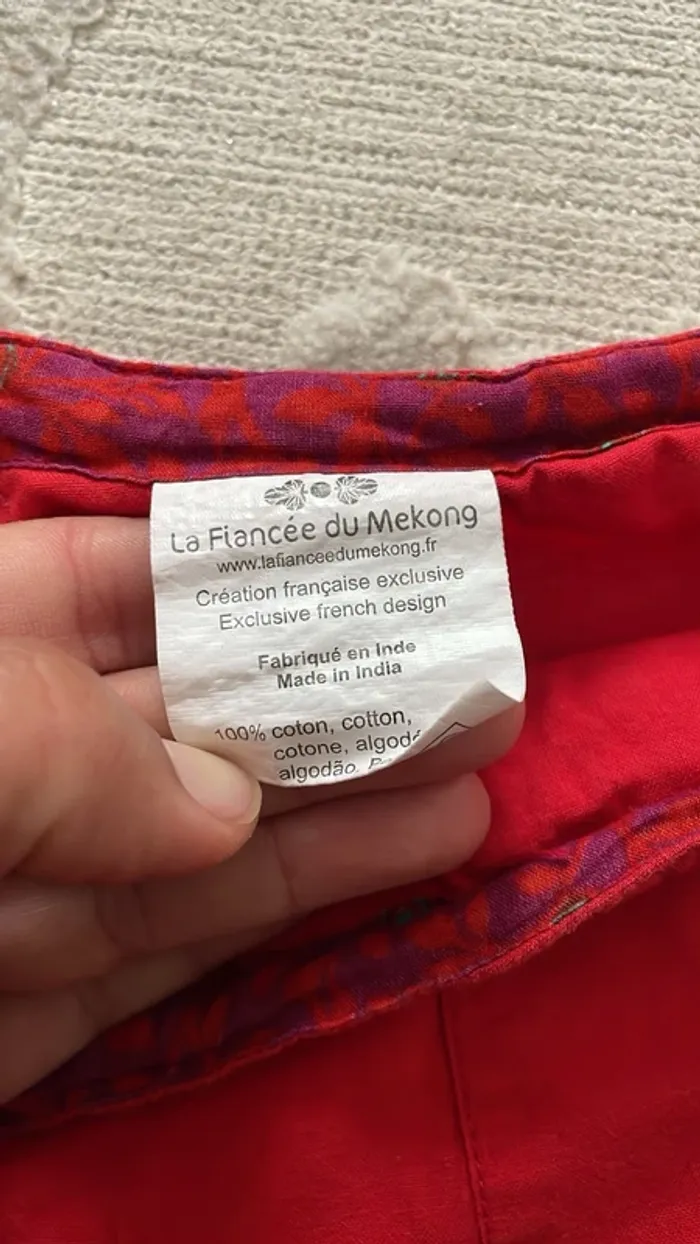 La Fiancée du Mekong
www.lafianceedumekong.fr
Création française exclusive
Exclusive french design
Fabriqué en Inde
Made in India
100% coton, cotton,
cotone,
algodão.